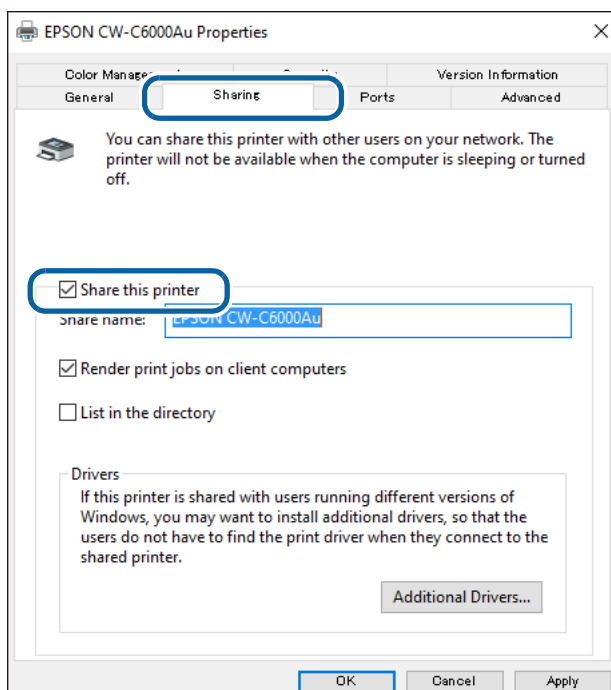 EPSON CW-C6000Au Properties
Color Version Information
General Sharing Ports Advanced
You can share this printer with other users on your network. The
printer will not be available when the computer is sleeping or turned
off.
Share this printer
Share name: EPSON CW-C6000Au
Render print jobs on client computers
List in the directory
Drivers
If this printer is shared with users running different versions of
Windows, you may want to install additional drivers, so that the
users do not have to find the print driver when they connect to the
shared printer.
Additional Drivers...
OK Cancel Apply